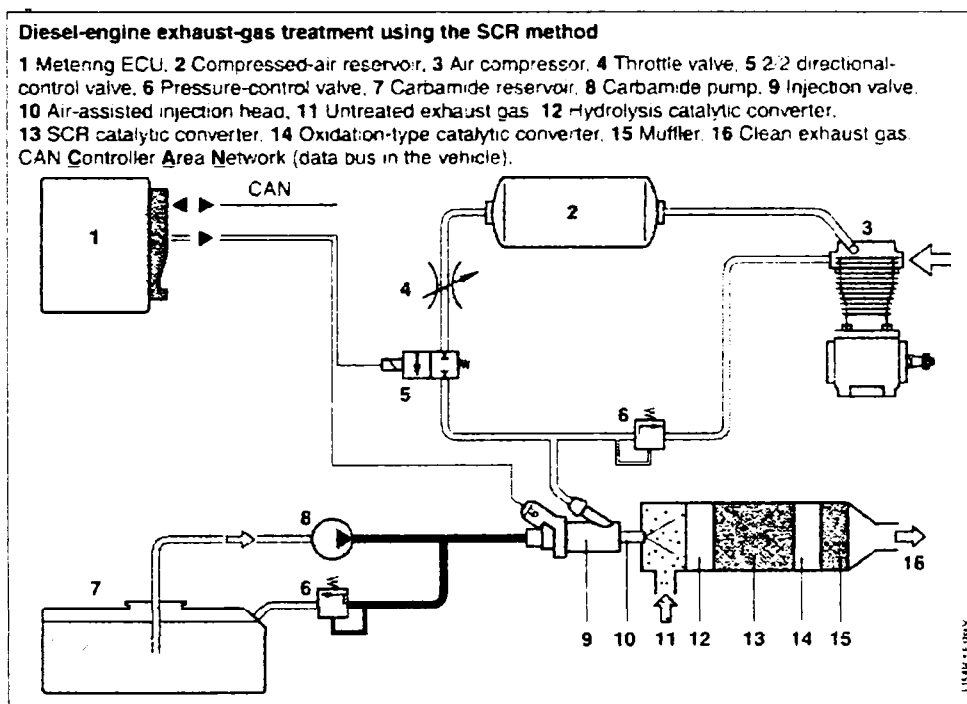 Diesel-engine exhaust-gas treatment using the SCR method
1 Metering ECU, 2 Compressed-air reservoir, 3 Air compressor, 4 Throttle valve, 5 2/2 directional-
control valve, 6 Pressure-control valve, 7 Carbamide reservoir, 8 Carbamide pump, 9 Injection valve,
10 Air-assisted injection head, 11 Untreated exhaust gas 12 Hydrolysis catalytic converter,
13 SCR catalytic converter, 14 Oxidation-type catalytic converter, 15 Muffler, 16 Clean exhaust gas
CAN Controller Area Network (data bus in the vehicle).
CAN
1
2
3
4
5
6
8
7
6
16
9 10 11 12 13 14 15